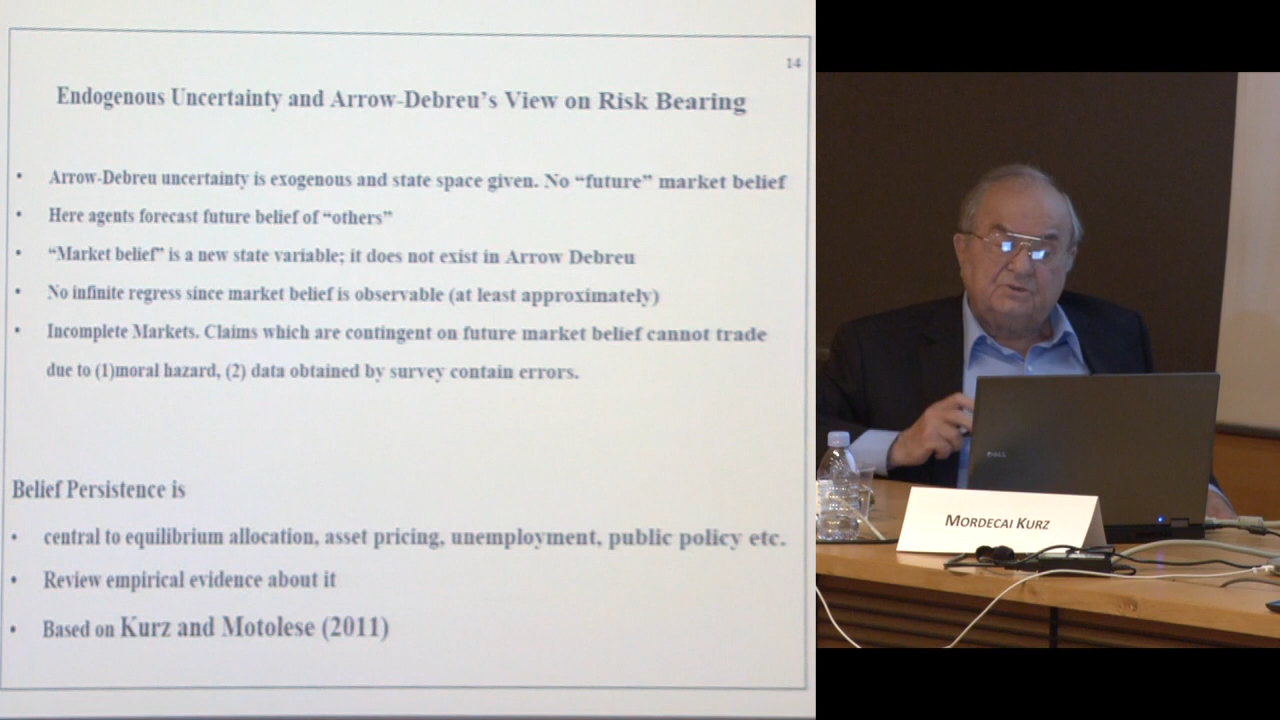 14
Endogenous Uncertainty and Arrow-Debreu's View on Risk Bearing
• Arrow-Debreu uncertainty is exogenous and state space given. No “future” market belief
• Here agents forecast future belief of “others”
• “Market belief” is a new state variable; it does not exist in Arrow Debreu
• No infinite regress since market belief is observable (at least approximately)
• Incomplete Markets. Claims which are contingent on future market belief cannot trade
due to (1)moral hazard, (2) data obtained by survey contain errors.
Belief Persistence is
• central to equilibrium allocation, asset pricing, unemployment, public policy etc.
• Review empirical evidence about it
• Based on Kurz and Motolese (2011)
DELL
MORDECAI KURZ